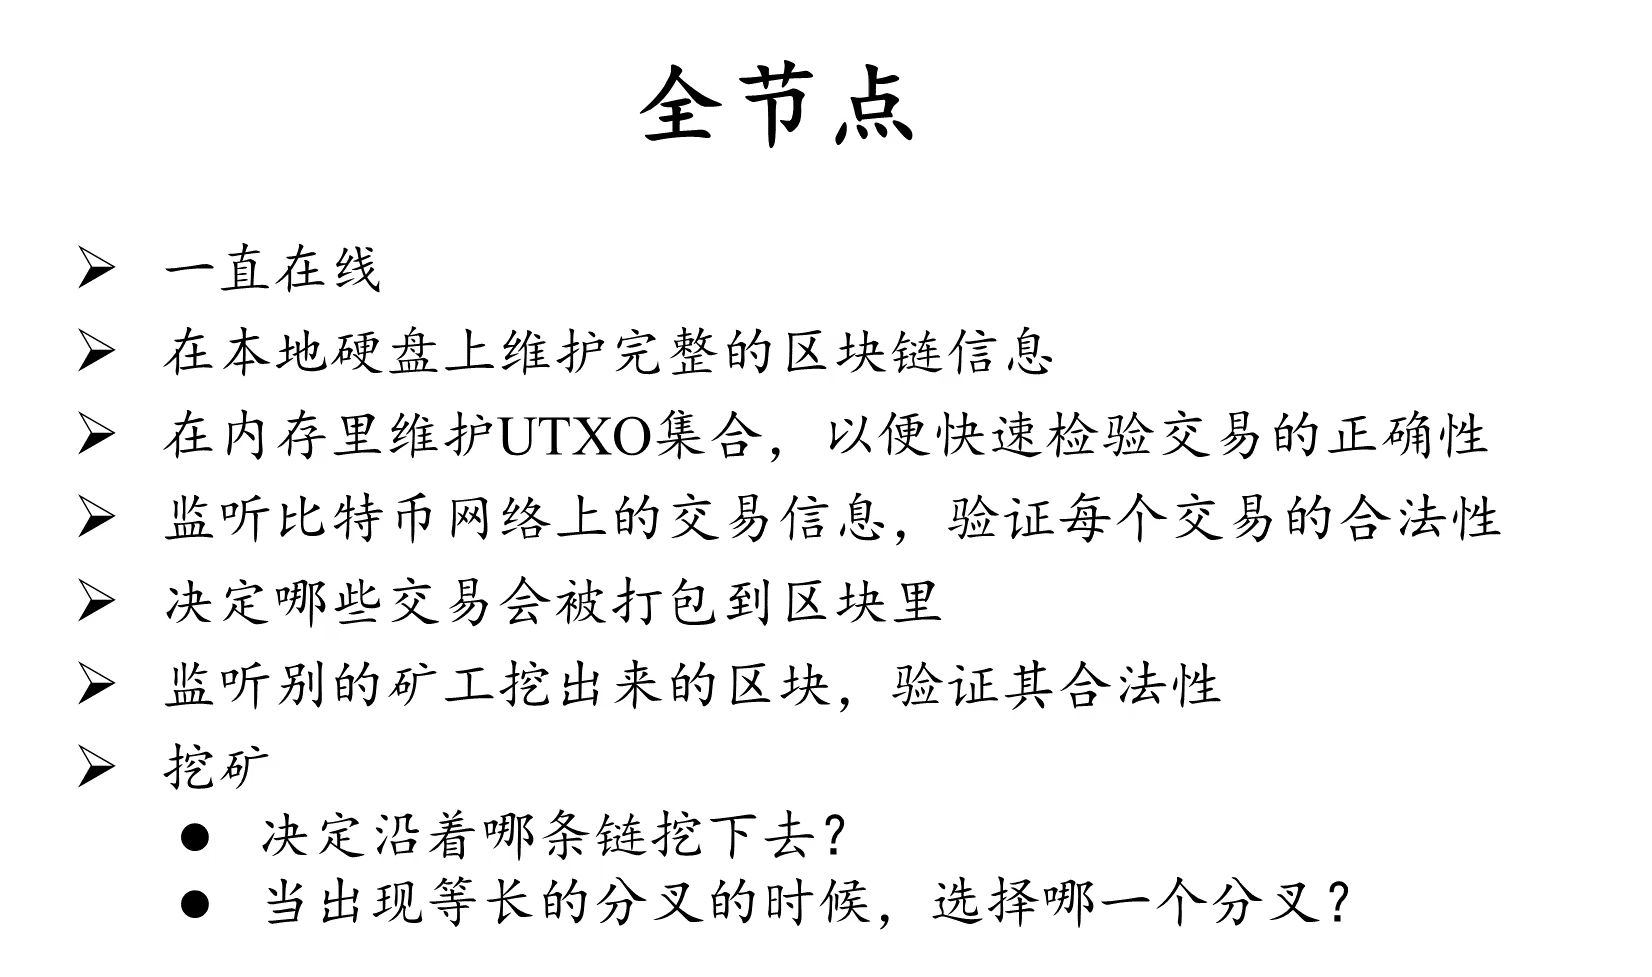 全节点
一直在线
在本地硬盘上维护完整的区块链信息
在内存里维护UTXO集合，以便快速检验交易的正确性
监听比特币网络上的交易信息，验证每个交易的合法性
决定哪些交易会被打包到区块里
监听别的矿工挖出来的区块，验证其合法性
挖矿
决定沿着哪条链挖下去？
当出现等长的分叉的时候，选择哪一个分叉？